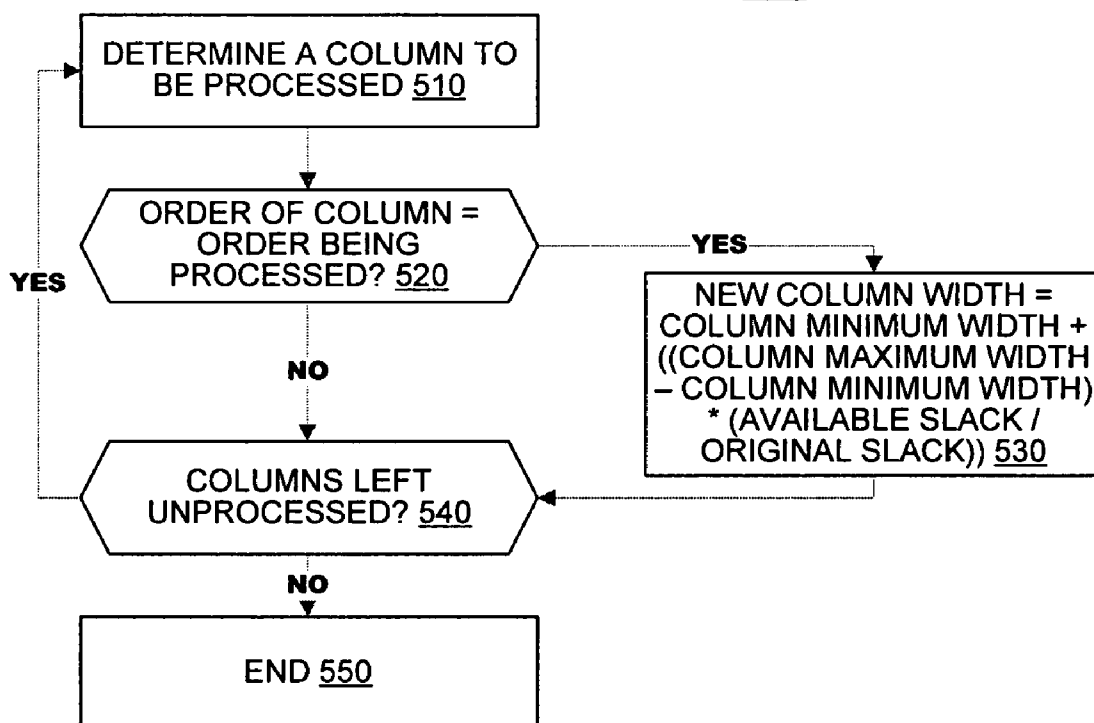 DETERMINE A COLUMN TO
BE PROCESSED 510
ORDER OF COLUMN =
ORDER BEING
PROCESSED? 520
YES
YES
NEW COLUMN WIDTH =
COLUMN MINIMUM WIDTH +
((COLUMN MAXIMUM WIDTH
– COLUMN MINIMUM WIDTH)
* (AVAILABLE SLACK /
ORIGINAL SLACK)) 530
NO
COLUMNS LEFT
UNPROCESSED? 540
NO
END 550